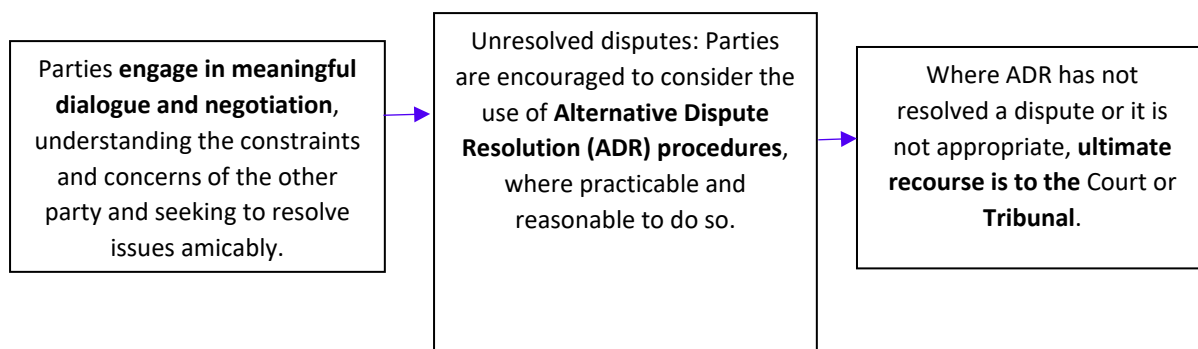 Parties engage in meaningful
dialogue and negotiation,
understanding the constraints
and concerns of the other
party and seeking to resolve
issues amicably.
Unresolved disputes: Parties
are encouraged to consider the
use of Alternative Dispute
Resolution (ADR) procedures,
where practicable and
reasonable to do so.
Where ADR has not
resolved a dispute or it is
not appropriate, ultimate
recourse is to the Court or
Tribunal.